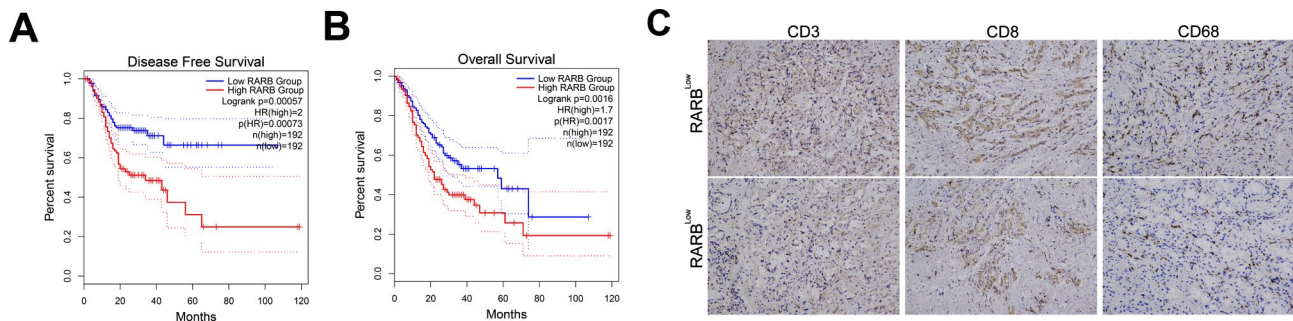 A
Disease Free Survival
Percent survival
1.0
0.8
0.6
0.4
0.2
0.0
Low RARB Group
High RARB Group
Logrank p=0.00057
HR(high)=2
p(HR)=0.00073
n(high)=192
n(low)=192
0 20 40 60 80 100 120
Months
B
Overall Survival
Percent survival
1.0
0.8
0.6
0.4
0.2
0.0
Low RARB Group
High RARB Group
Logrank p=0.0016
HR(high)=1.7
p(HR)=0.0017
n(high)=192
n(low)=192
0 20 40 60 80 100 120
Months
C
CD3 CD8 CD68
RARBLow
RARBLow